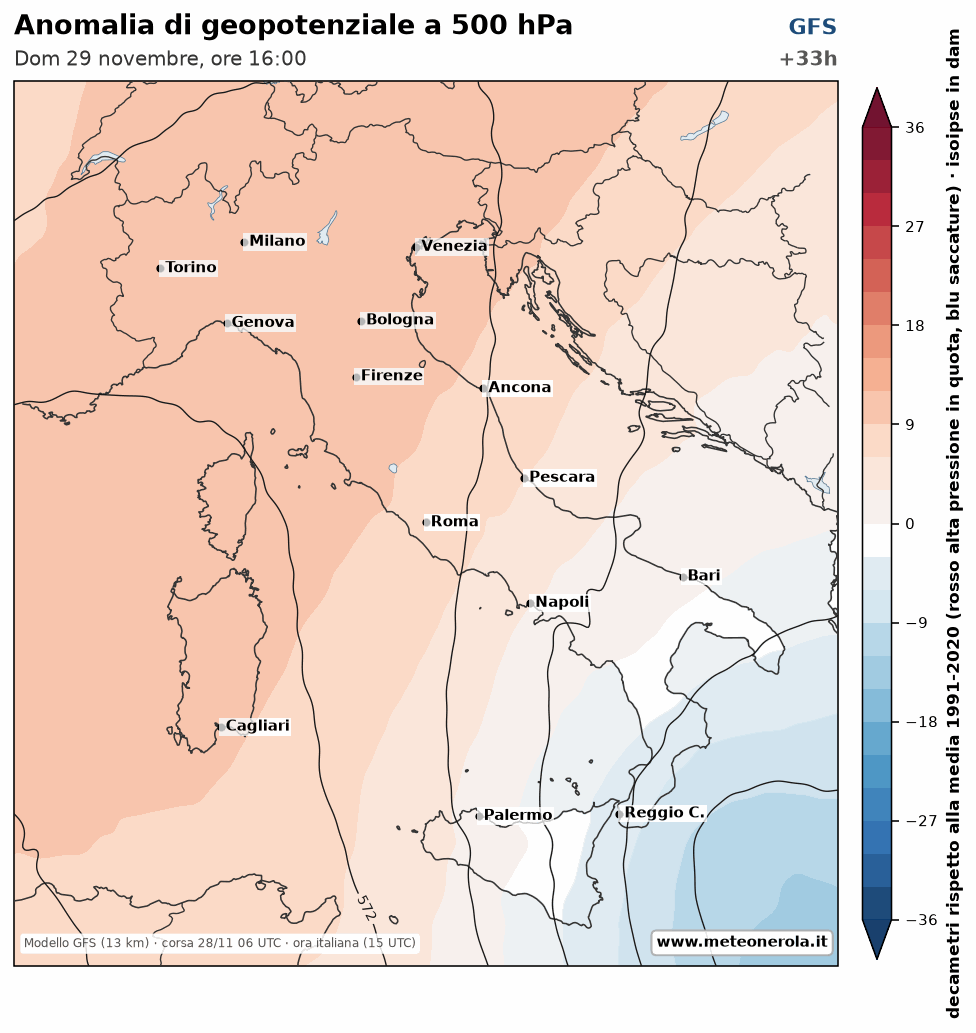 Anomalia di geopotenziale a 500 hPa
GFS
Dom 29 novembre, ore 16:00
+33h
Milano
Venezia
Torino
Genova
Bologna
Firenze
Ancona
Pescara
Roma
Bari
Napoli
Cagliari
Palermo
Reggio C.
572
36
27
18
9
0
−9
−18
−27
−36
decametri rispetto alla media 1991-2020 (rosso alta pressione in quota, blu saccature) · isoipse in dam
Modello GFS (13 km) · corsa 28/11 06 UTC · ora italiana (15 UTC)
www.meteonerola.it